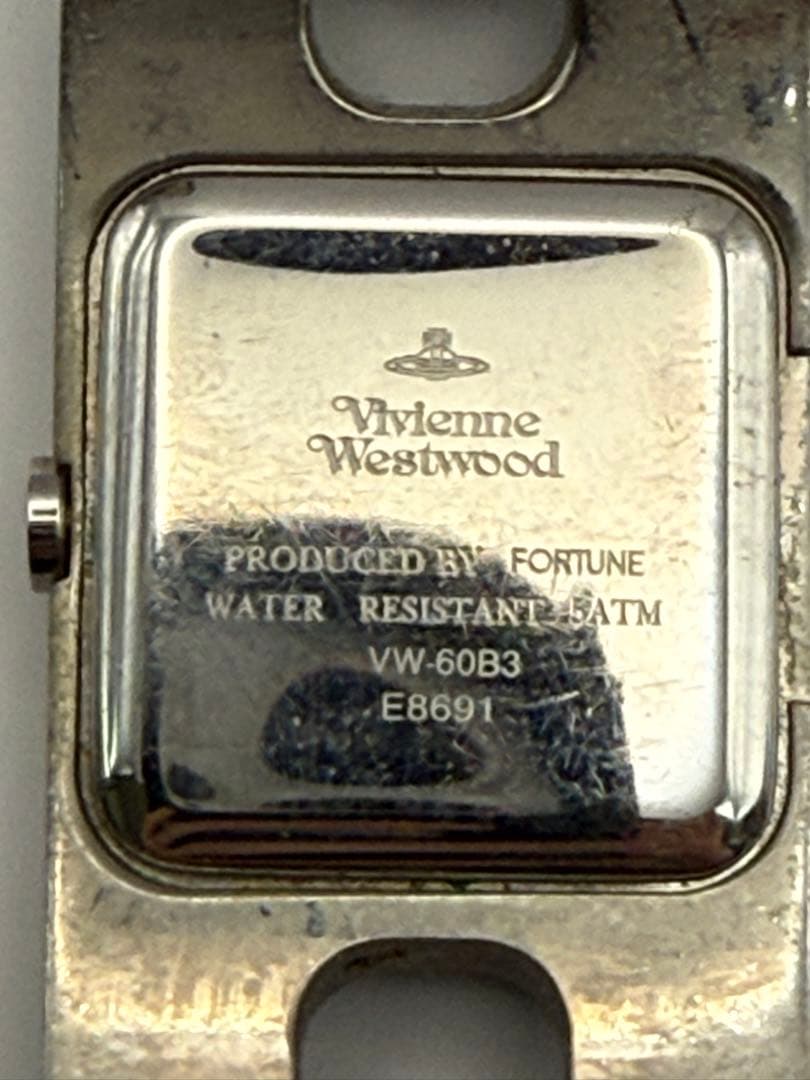 Vivienne
Westwood
PRODUCED BY FORTUNE
WATER RESISTANT 5ATM
VW-60B3
E8691